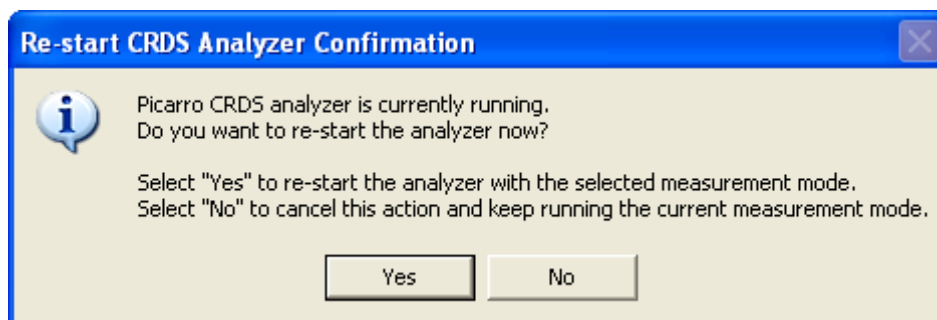 Re-start CRDS Analyzer Confirmation
Picarro CRDS analyzer is currently running.
Do you want to re-start the analyzer now?
Select "Yes" to re-start the analyzer with the selected measurement mode.
Select "No" to cancel this action and keep running the current measurement mode.
Yes No